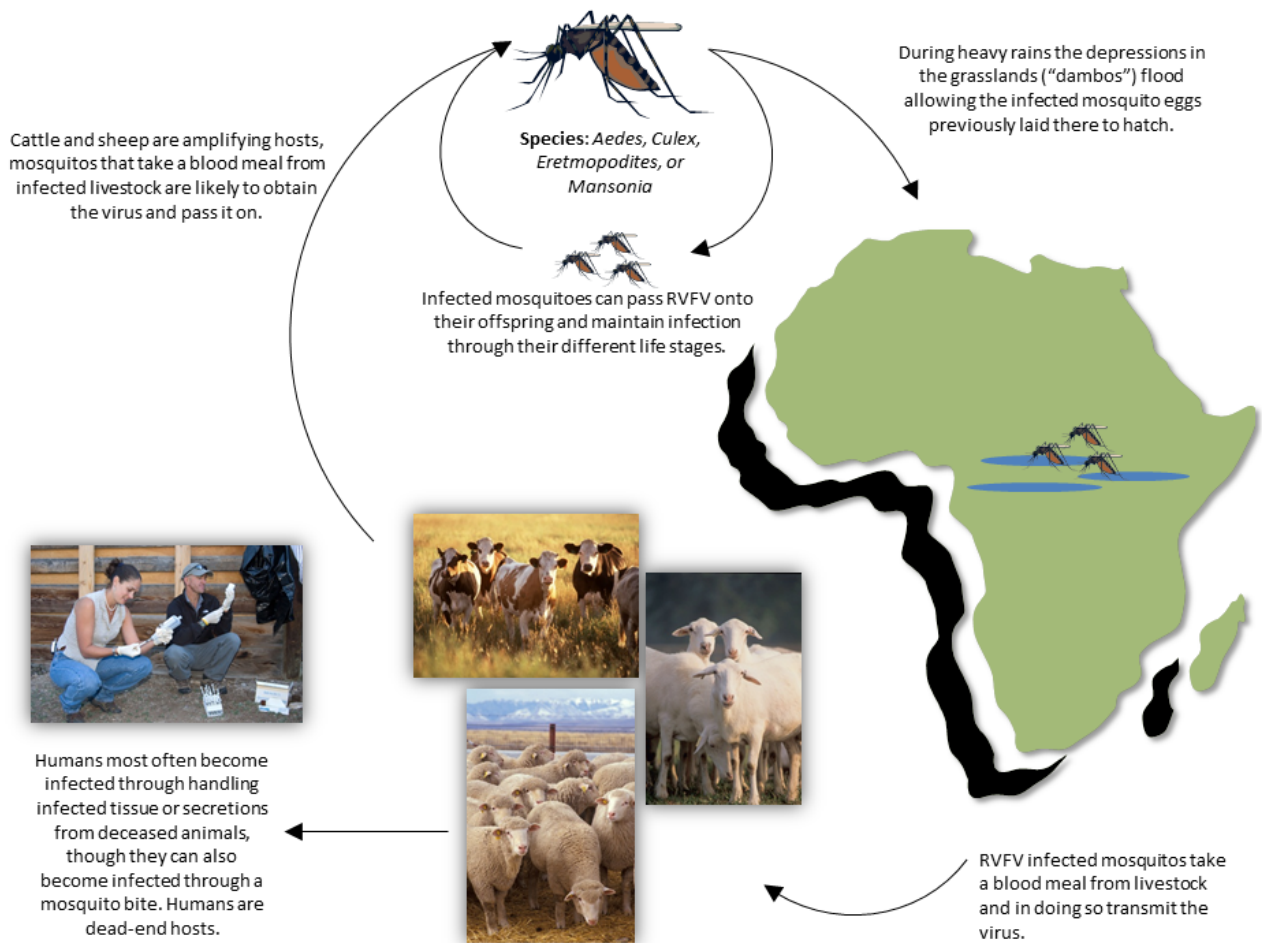 During heavy rains the depressions in
the grasslands (“dambos”) flood
allowing the infected mosquito eggs
previously laid there to hatch.
Cattle and sheep are amplifying hosts,
mosquitos that take a blood meal from
infected livestock are likely to obtain
the virus and pass it on.
Species: Aedes, Culex,
Eretmopodites, or
Mansonia
Infected mosquitoes can pass RVFV onto
their offspring and maintain infection
through their different life stages.
Humans most often become
infected through handling
infected tissue or secretions
from deceased animals,
though they can also
become infected through a
mosquito bite. Humans are
dead-end hosts.
RVFV infected mosquitos take
a blood meal from livestock
and in doing so transmit the
virus.